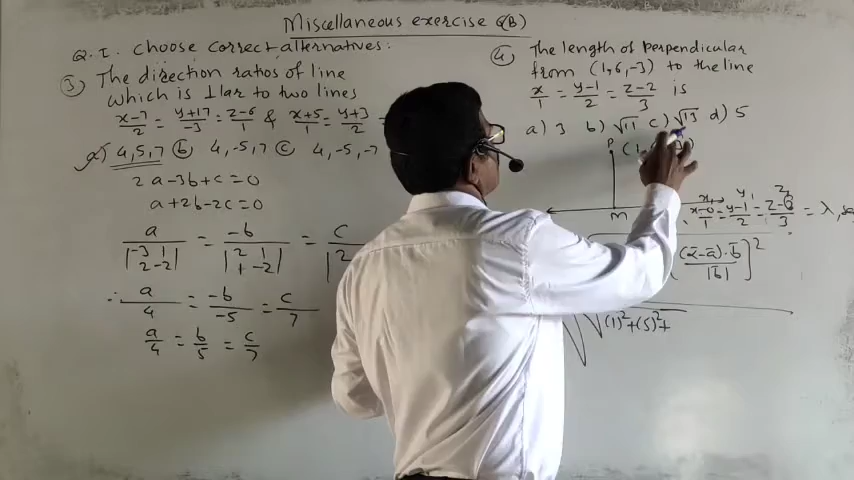 Miscellaneous exercise 6(B)
Q.I. Choose correct alternatives:
③ The direction ratios of line
which is ⊥lar to two lines
x-7/2 = y+17/-3 = z-6/1 & x+5/1 = y+3/2 =
a) 4,5,7 ⓑ 4,-5,7 ⓒ 4,-5,-7
2a-3b+c=0
a+2b-2c=0
a/|-3 1 2 -2| = -b/|2 1 1 -2| = c/|2
∴ a/4 = -b/-5 = c/7
a/4 = b/5 = c/7
④ The length of perpendicular
from (1,6,-3) to the line
x/1 = y-1/2 = z-2/3 is
a) 3 b) √11 c) √13 d) 5
P (1,
M
x-0/1 = y-1/2 = z-2/3 = λ,
·b̄/|b̄|]²
√(1)²+(5)²+